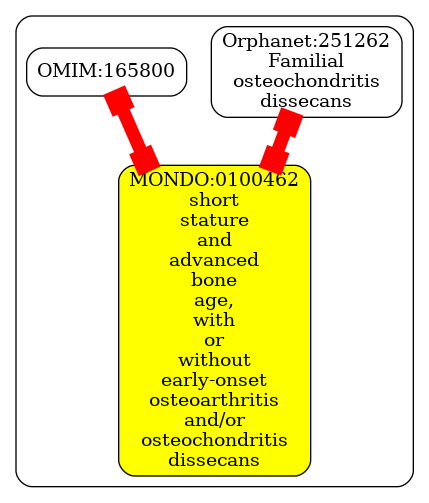 OMIM:165800
Orphanet:251262
Familial
osteochondritis
dissecans
MONDO:0100462
short
stature
and
advanced
bone
age,
with
or
without
early-onset
osteoarthritis
and/or
osteochondritis
dissecans